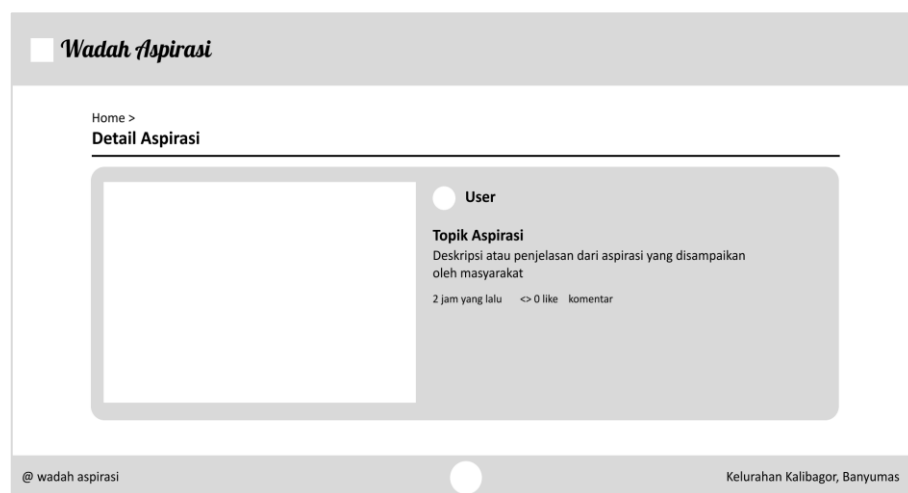 Wadah Aspirasi
Home >
Detail Aspirasi
User
Topik Aspirasi
Deskripsi atau penjelasan dari aspirasi yang disampaikan
oleh masyarakat
2 jam yang lalu <> 0 like komentar
@ wadah aspirasi
Kelurahan Kalibagor, Banyumas